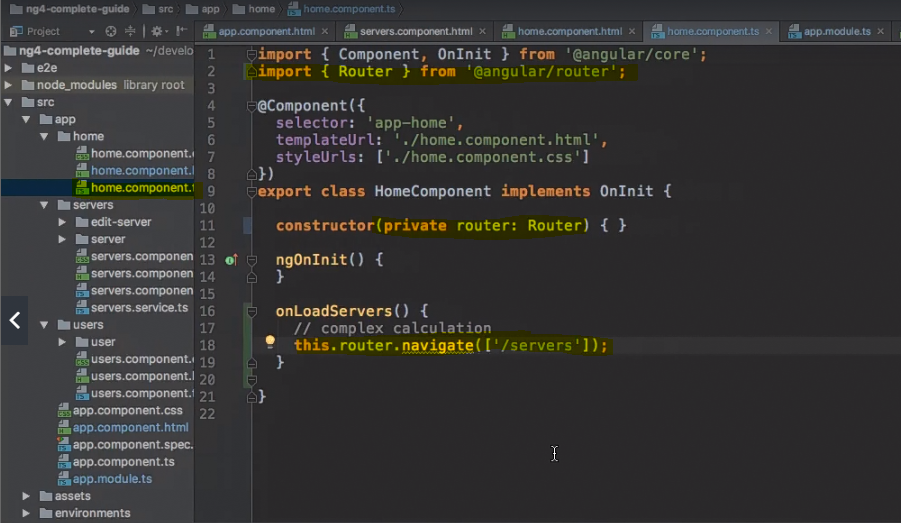 ng4-complete-guide src app home home.component.ts
Project
app.component.html servers.component.html home.component.html home.component.ts app.module.ts
ng4-complete-guide ~/develo
e2e
node_modules library root
src
app
home
home.component.
home.component.
home.component.t
servers
edit-server
server
servers.component
servers.component
servers.component
servers.service.ts
users
user
users.component.
users.component.
users.component.t
app.component.css
app.component.html
app.component.spec.
app.component.ts
app.module.ts
assets
environments
1 import { Component, OnInit } from '@angular/core';
2 import { Router } from '@angular/router';
3
4 @Component({
5 selector: 'app-home',
6 templateUrl: './home.component.html',
7 styleUrls: ['./home.component.css']
8 })
9 export class HomeComponent implements OnInit {
10
11 constructor(private router: Router) { }
12
13 ngOnInit() {
14 }
15
16 onLoadServers() {
17 // complex calculation
18 this.router.navigate(['/servers']);
19 }
20
21 }
22